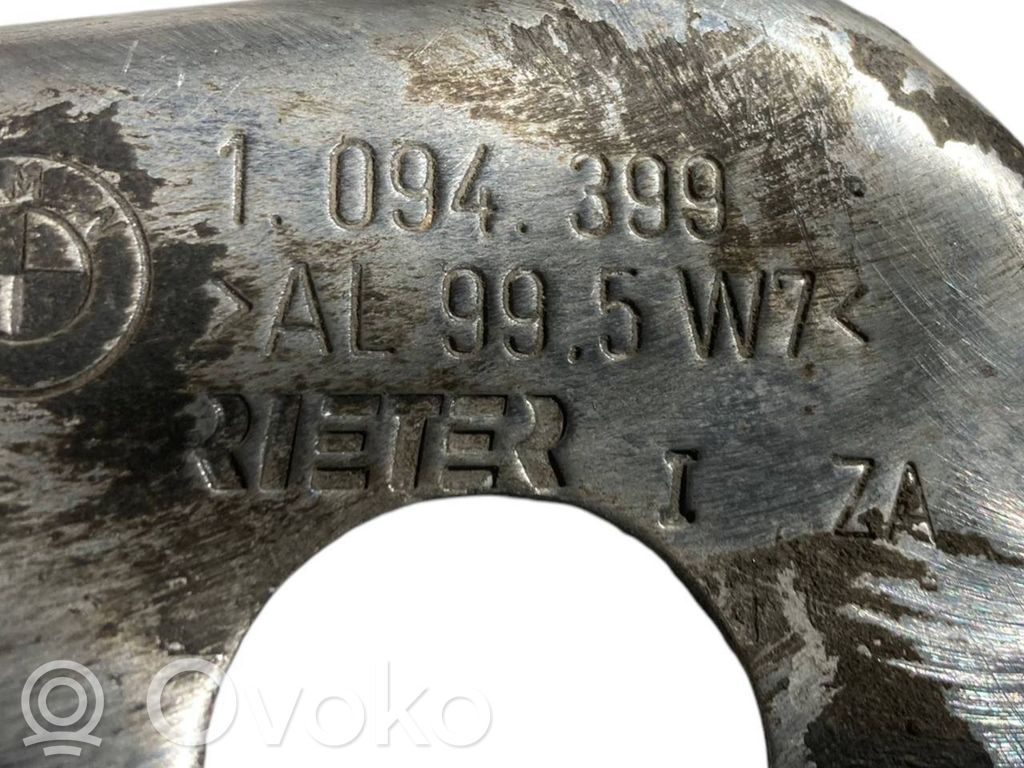 1. 094. 399
>AL 99.5 W7<
RIETER I ZA
M W
Ovoko